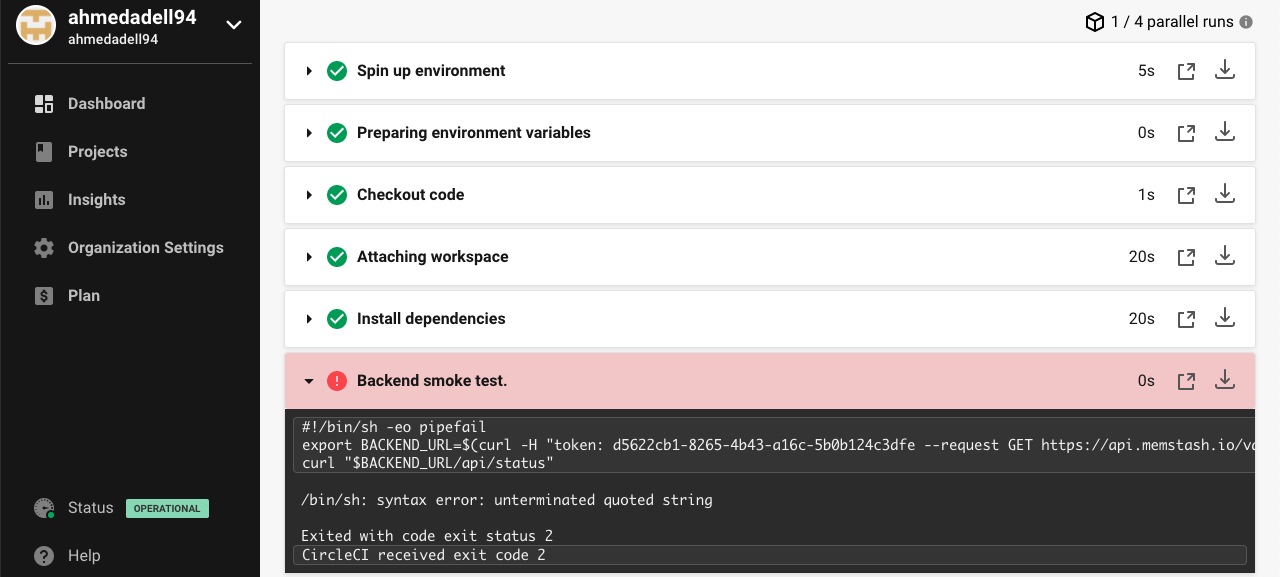 ahmedadell94
ahmedadell94
Dashboard
Projects
Insights
Organization Settings
Plan
Status OPERATIONAL
Help
1 / 4 parallel runs
Spin up environment 5s
Preparing environment variables 0s
Checkout code 1s
Attaching workspace 20s
Install dependencies 20s
Backend smoke test. 0s
#!/bin/sh -eo pipefail
export BACKEND_URL=$(curl -H "token: d5622cb1-8265-4b43-a16c-5b0b124c3dfe --request GET https://api.memstash.io/
curl "$BACKEND_URL/api/status"
/bin/sh: syntax error: unterminated quoted string
Exited with code exit status 2
CircleCI received exit code 2